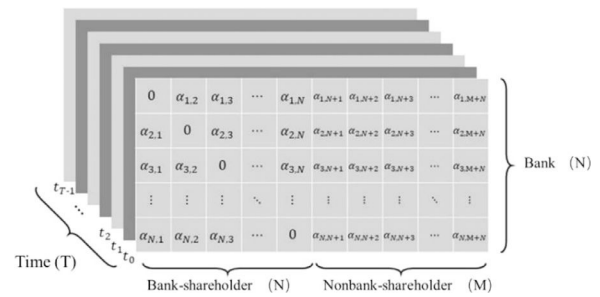 0 α1,2 α1,3 ⋯ α1,N α1,N+1 α1,N+2 α1,N+3 ⋯ α1,M+N
α2,1 0 α2,3 ⋯ α2,N α2,N+1 α2,N+2 α2,N+3 ⋯ α2,M+N
α3,1 α3,2 0 ⋯ α3,N α3,N+1 α3,N+2 α3,N+3 ⋯ α3,M+N
⋮ ⋮ ⋮ ⋱ ⋮ ⋮ ⋮ ⋮ ⋱ ⋮
αN,1 αN,2 αN,3 ⋯ 0 αN,N+1 αN,N+2 αN,N+3 ⋯ αN,M+N
Bank (N)
tT-1
⋱
t2
t1
t0
Time (T)
Bank-shareholder (N)
Nonbank-shareholder (M)